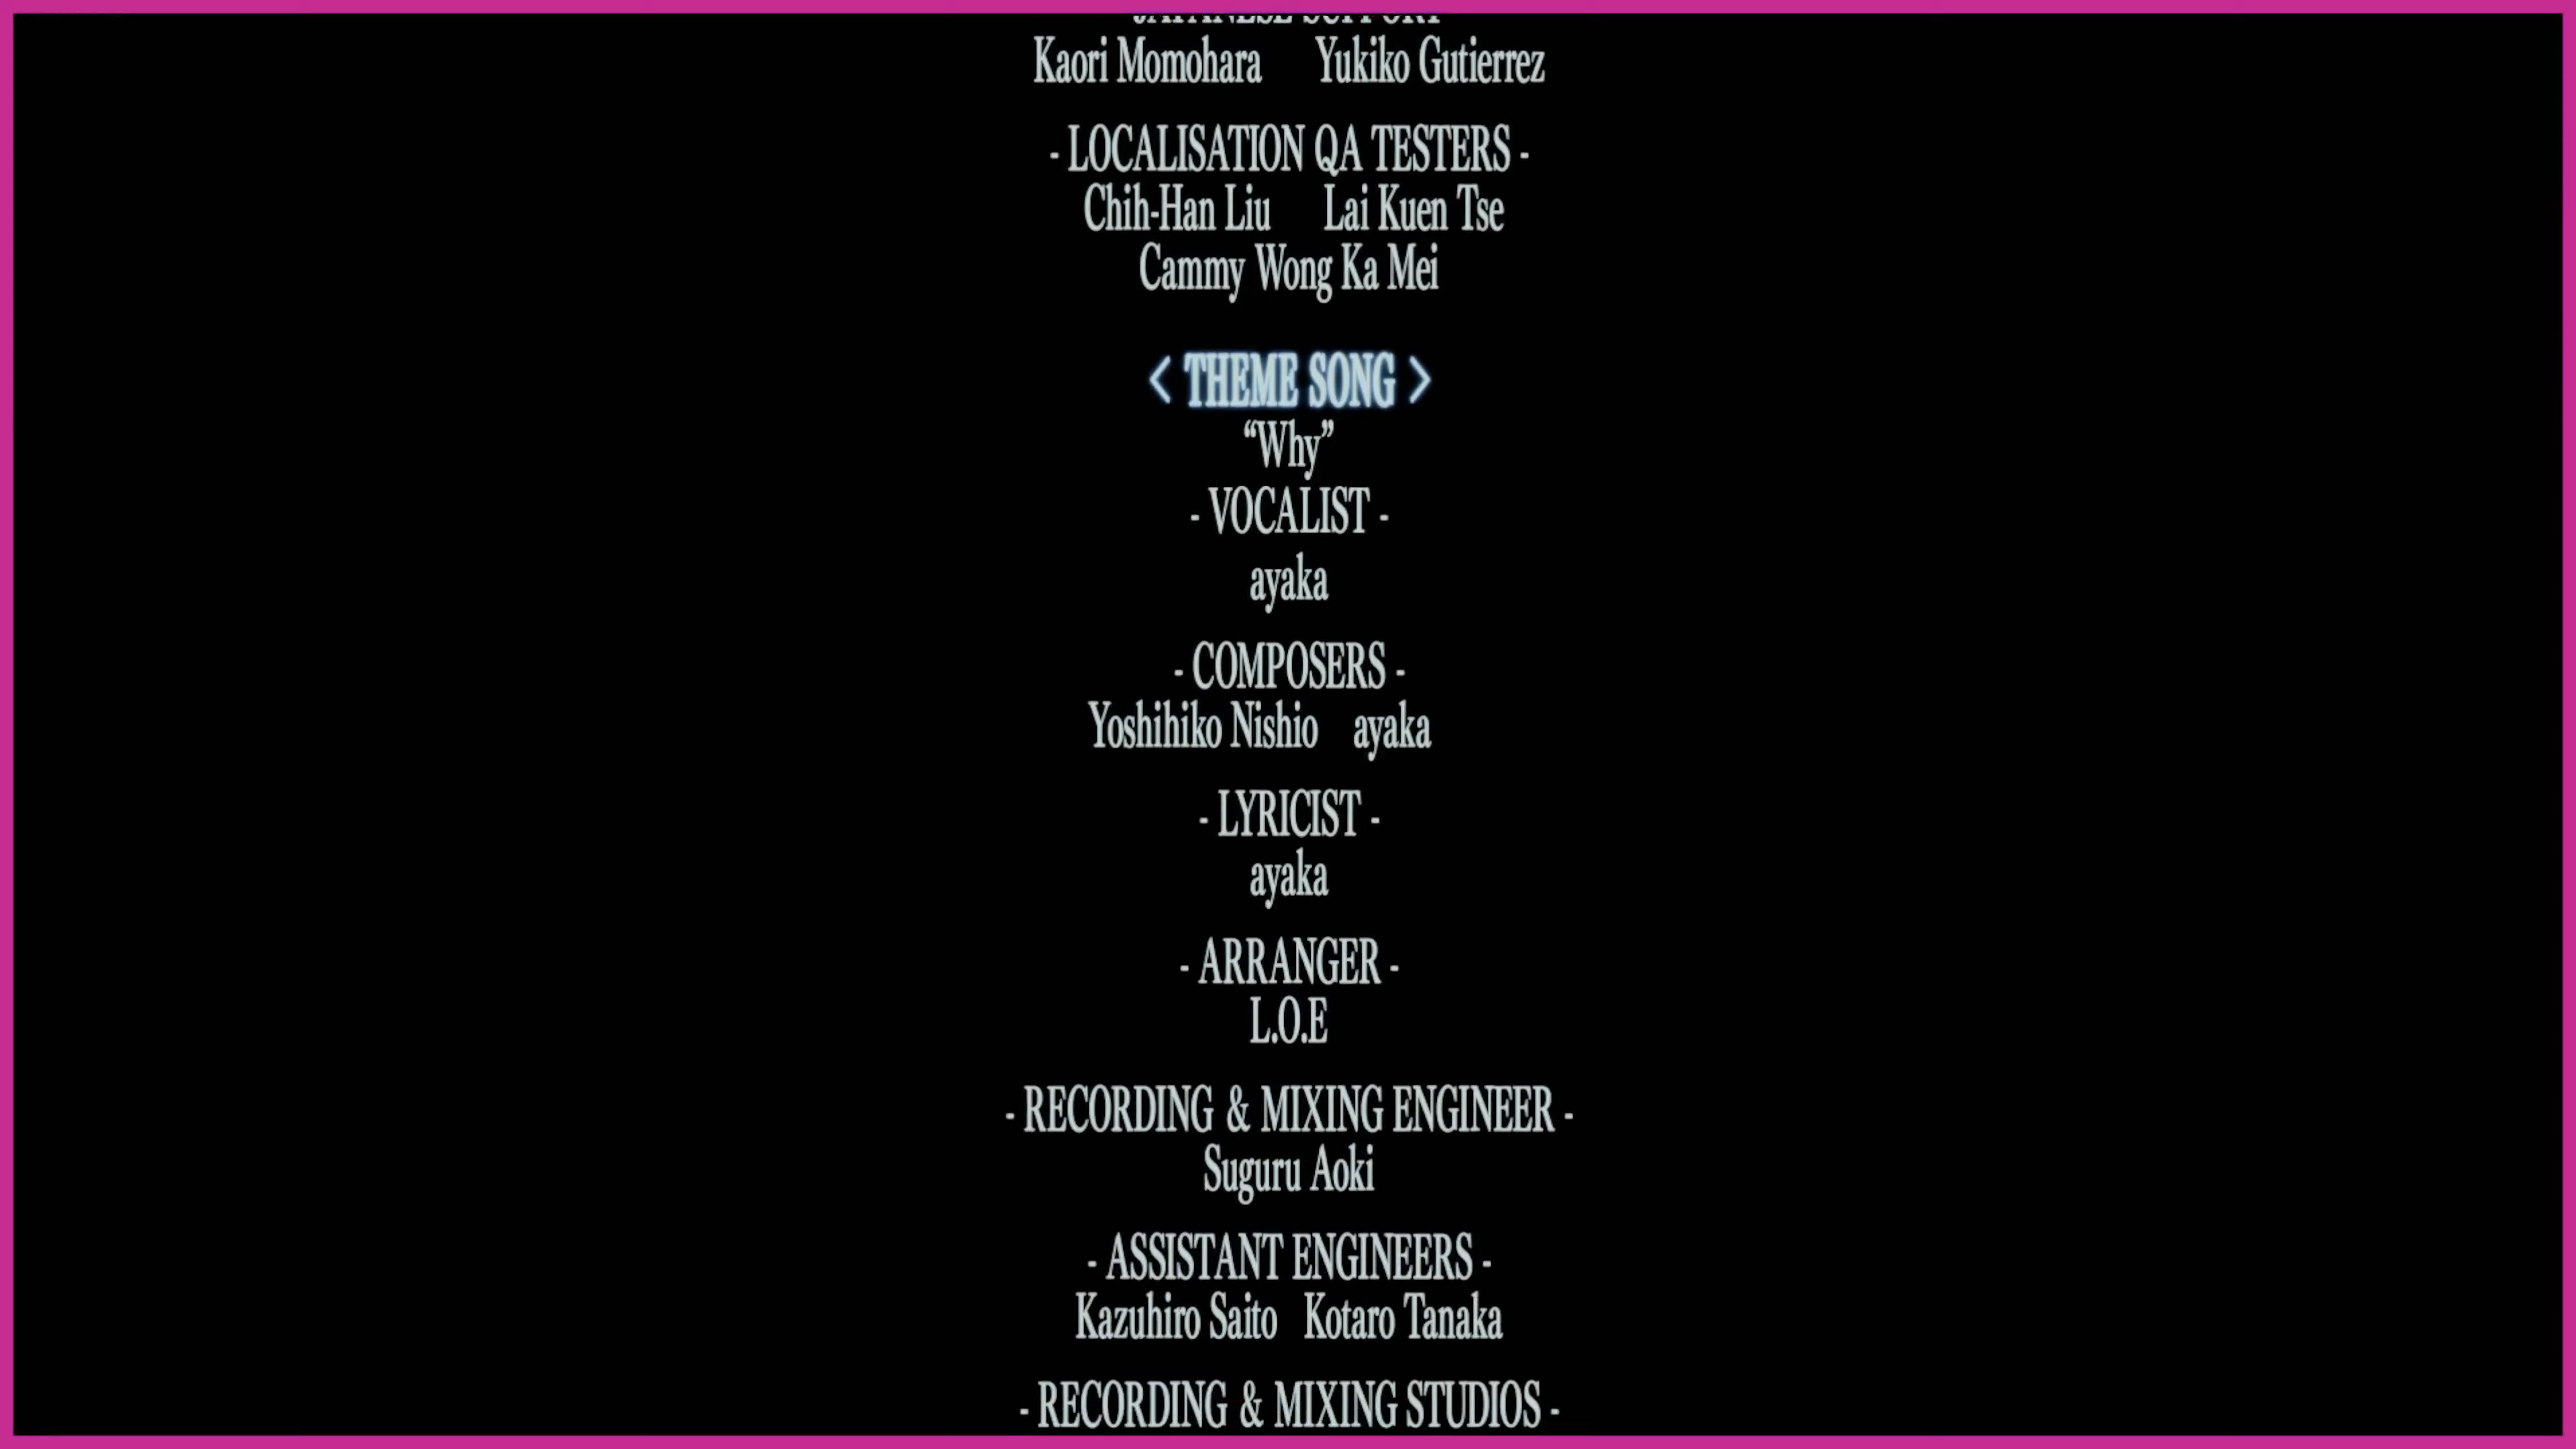 JAPANESE SUPPORT
Kaori Momohara Yukiko Gutierrez
- LOCALISATION QA TESTERS -
Chih-Han Liu Lai Kuen Tse
Cammy Wong Ka Mei
< THEME SONG >
“Why”
- VOCALIST -
ayaka
- COMPOSERS -
Yoshihiko Nishio ayaka
- LYRICIST -
ayaka
- ARRANGER -
L.O.E
- RECORDING & MIXING ENGINEER -
Suguru Aoki
- ASSISTANT ENGINEERS -
Kazuhiro Saito Kotaro Tanaka
- RECORDING & MIXING STUDIOS -